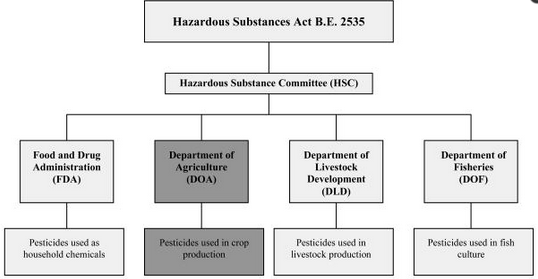 Hazardous Substances Act B.E. 2535
Hazardous Substance Committee (HSC)
Food and Drug
Administration
(FDA)
Department of
Agriculture
(DOA)
Department of
Livestock
Development
(DLD)
Department of
Fisheries
(DOF)
Pesticides used as
household chemicals
Pesticides used in crop
production
Pesticides used in
livestock production
Pesticides used in fish
culture